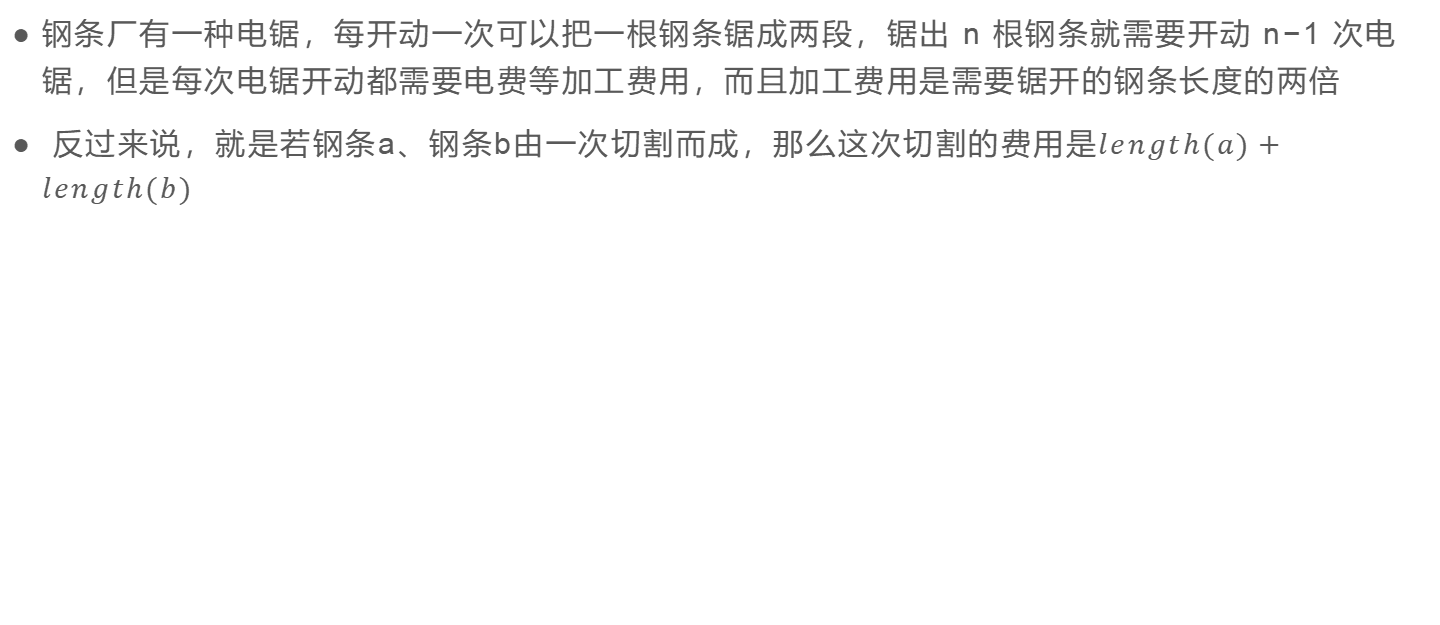 ● 钢条厂有一种电锯，每开动一次可以把一根钢条锯成两段，锯出 n 根钢条就需要开动 n−1 次电
锯，但是每次电锯开动都需要电费等加工费用，而且加工费用是需要锯开的钢条长度的两倍
● 反过来说，就是若钢条a、钢条b由一次切割而成，那么这次切割的费用是length(a) +
length(b)